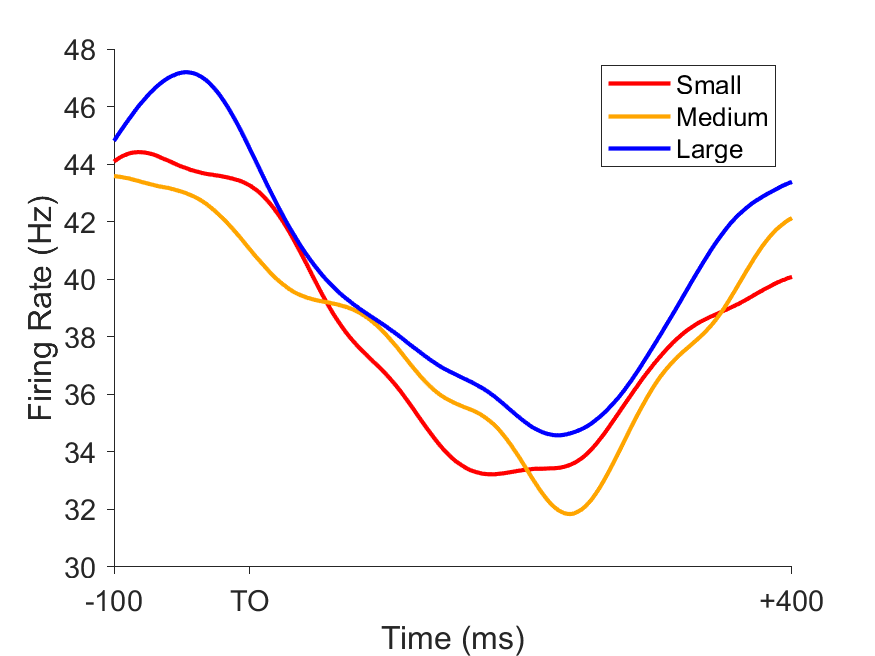 48
46
44
42
40
38
36
34
32
30
Firing Rate (Hz)
Small
Medium
Large
-100 TO +400
Time (ms)